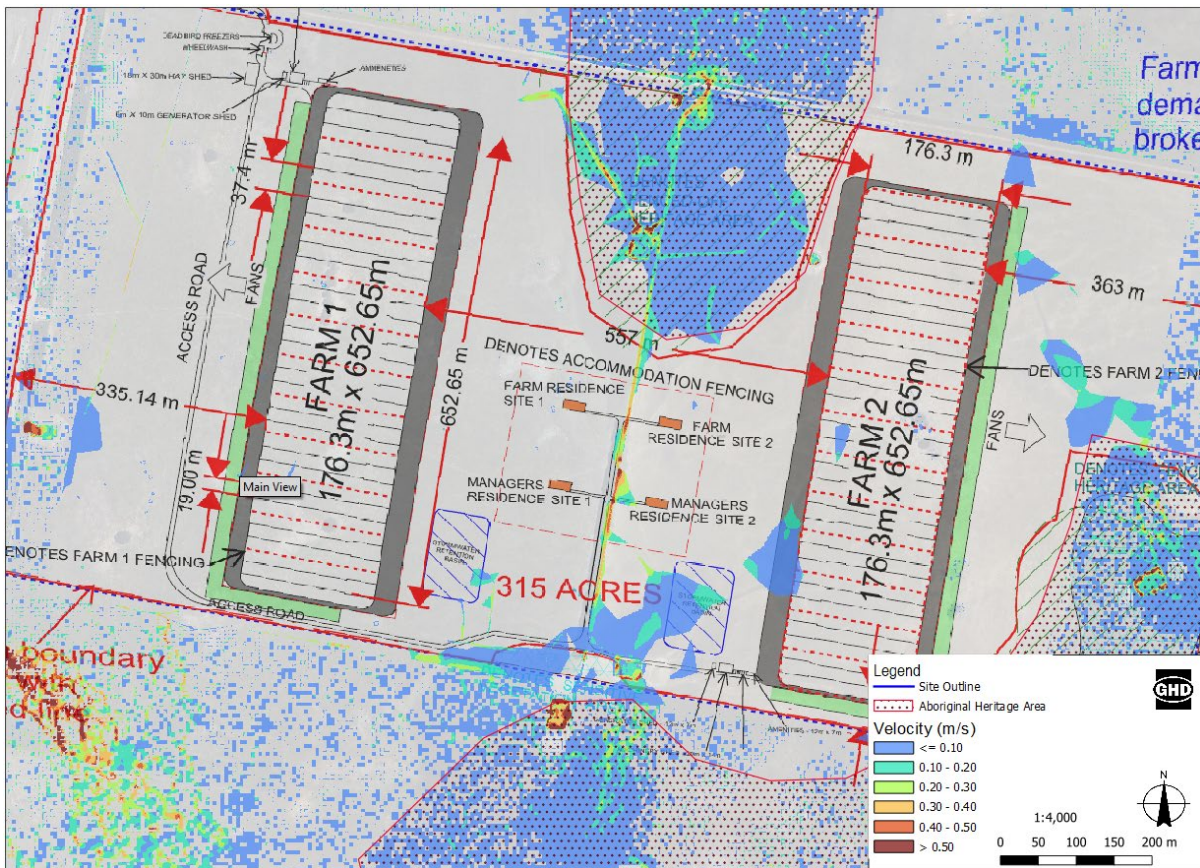 DEAD BIRD FREEZERS
WHEELWASH
AMMENETIES
18m X 30m HAY SHED
6m X 10m GENERATOR SHED
37.4 m
FANS
ACCESS ROAD
FARM 1
176.3m x 652.65m
652.65 m
335.14 m
19.00 m
Main View
DENOTES FARM 1 FENCING
ACCESS ROAD
boundary
557 m
DENOTES ACCOMMODATION FENCING
FARM RESIDENCE
SITE 1
FARM
RESIDENCE SITE 2
MANAGERS
RESIDENCE SITE 1
MANAGERS
RESIDENCE SITE 2
STORMWATER
RETENTION
BASIN
315 ACRES
Farm
dema
broke
176.3 m
363 m
DENOTES FARM 2 FENC
FANS
FARM 2
176.3m x 652.65m
Legend
Site Outline
Aboriginal Heritage Area
Velocity (m/s)
<= 0.10
0.10 - 0.20
0.20 - 0.30
0.30 - 0.40
0.40 - 0.50
> 0.50
GHD
N
1:4,000
0 50 100 150 200 m